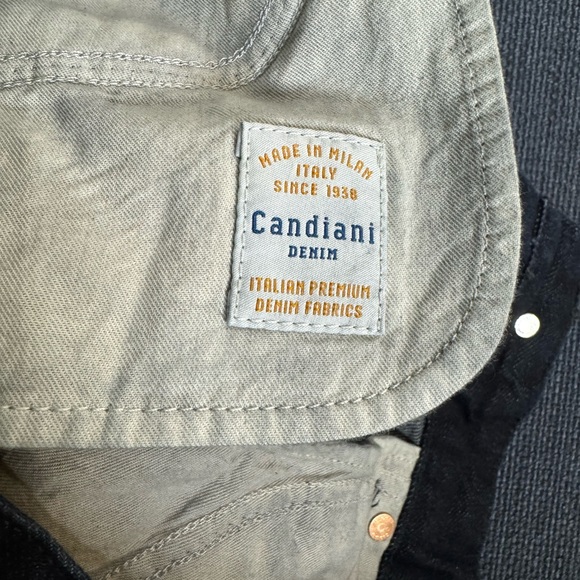 MADE IN MILAN
ITALY
SINCE 1938
Candiani
DENIM
ITALIAN PREMIUM
DENIM FABRICS